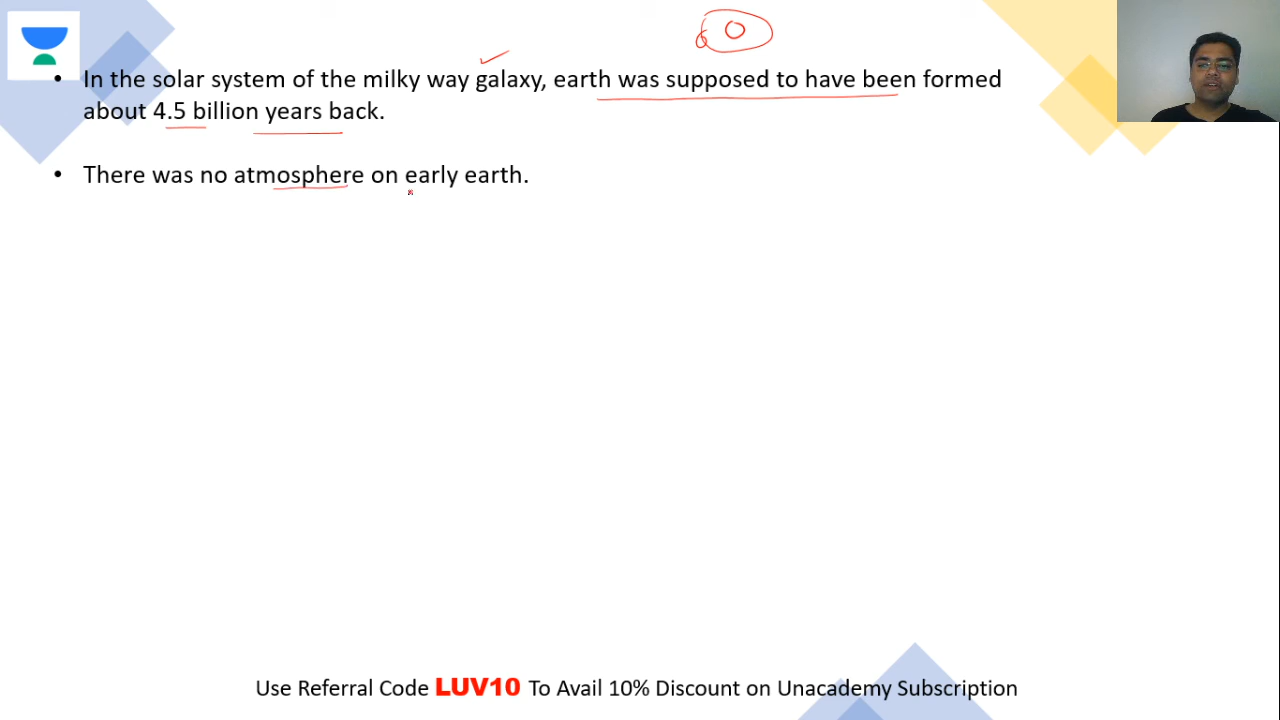 • In the solar system of the milky way galaxy, earth was supposed to have been formed
about 4.5 billion years back.
• There was no atmosphere on early earth.
Use Referral Code LUV10 To Avail 10% Discount on Unacademy Subscription